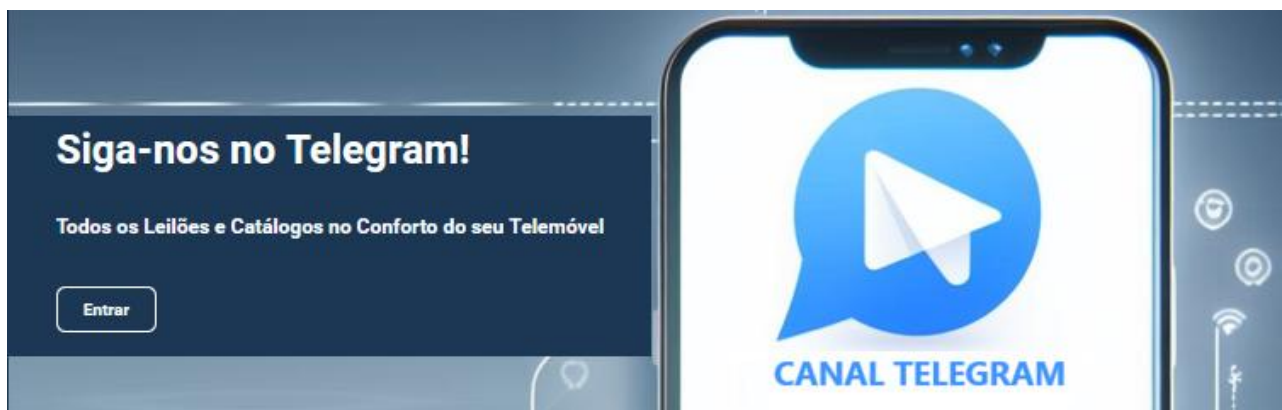 Siga-nos no Telegram!
Todos os Leilões e Catálogos no Conforto do seu Telemóvel
Entrar
CANAL TELEGRAM